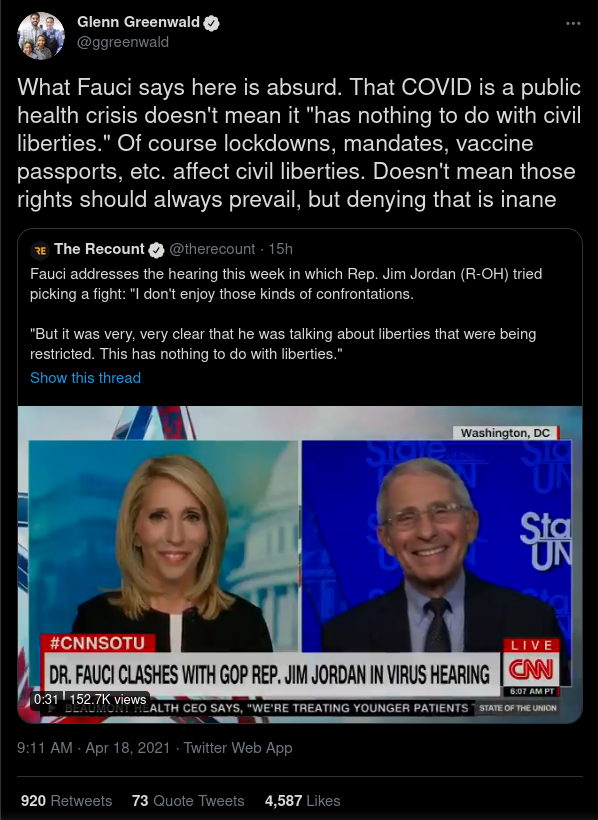 Glenn Greenwald
@ggreenwald
What Fauci says here is absurd. That COVID is a public
health crisis doesn't mean it "has nothing to do with civil
liberties." Of course lockdowns, mandates, vaccine
passports, etc. affect civil liberties. Doesn't mean those
rights should always prevail, but denying that is inane
RE The Recount @therecount · 15h
Fauci addresses the hearing this week in which Rep. Jim Jordan (R-OH) tried
picking a fight: "I don't enjoy those kinds of confrontations.
"But it was very, very clear that he was talking about liberties that were being
restricted. This has nothing to do with liberties."
Show this thread
Washington, DC
State
UN
Sta
UN
#CNNSOTU
LIVE
DR. FAUCI CLASHES WITH GOP REP. JIM JORDAN IN VIRUS HEARING
CNN
6:07 AM PT
0:31 152.7K views
BEAUMONT HEALTH CEO SAYS, "WE'RE TREATING YOUNGER PATIENTS
STATE OF THE UNION
9:11 AM · Apr 18, 2021 · Twitter Web App
920 Retweets 73 Quote Tweets 4,587 Likes